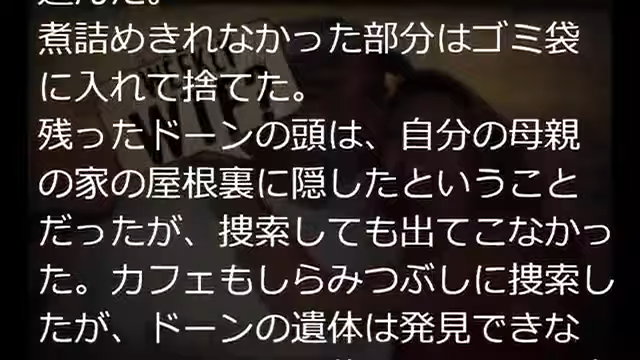 進んだ。
煮詰めきれなかった部分はゴミ袋
に入れて捨てた。
残ったドーンの頭は、自分の母親
の家の屋根裏に隠したということ
だったが、捜索しても出てこなかっ
た。カフェもしらみつぶしに捜索し
たが、ドーンの遺体は発見できな
WEEKLY
WTF?